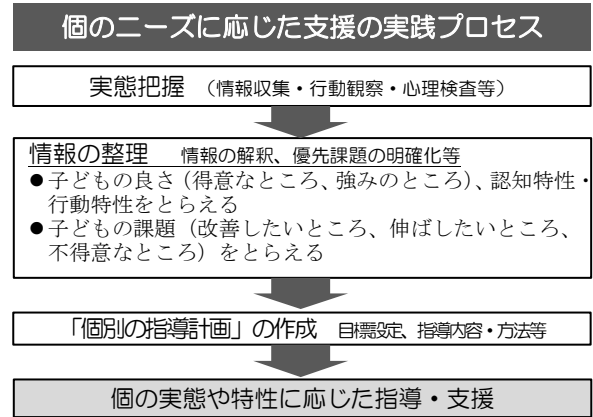 個のニーズに応じた支援の実践プロセス
実態把握 （情報収集・行動観察・心理検査等）
情報の整理 情報の解釈、優先課題の明確化等
●子どもの良さ（得意なところ、強みのところ）、認知特性・
行動特性をとらえる
●子どもの課題（改善したいところ、伸ばしたいところ、
不得意なところ）をとらえる
「個別の指導計画」の作成 目標設定、指導内容・方法等
個の実態や特性に応じた指導・支援